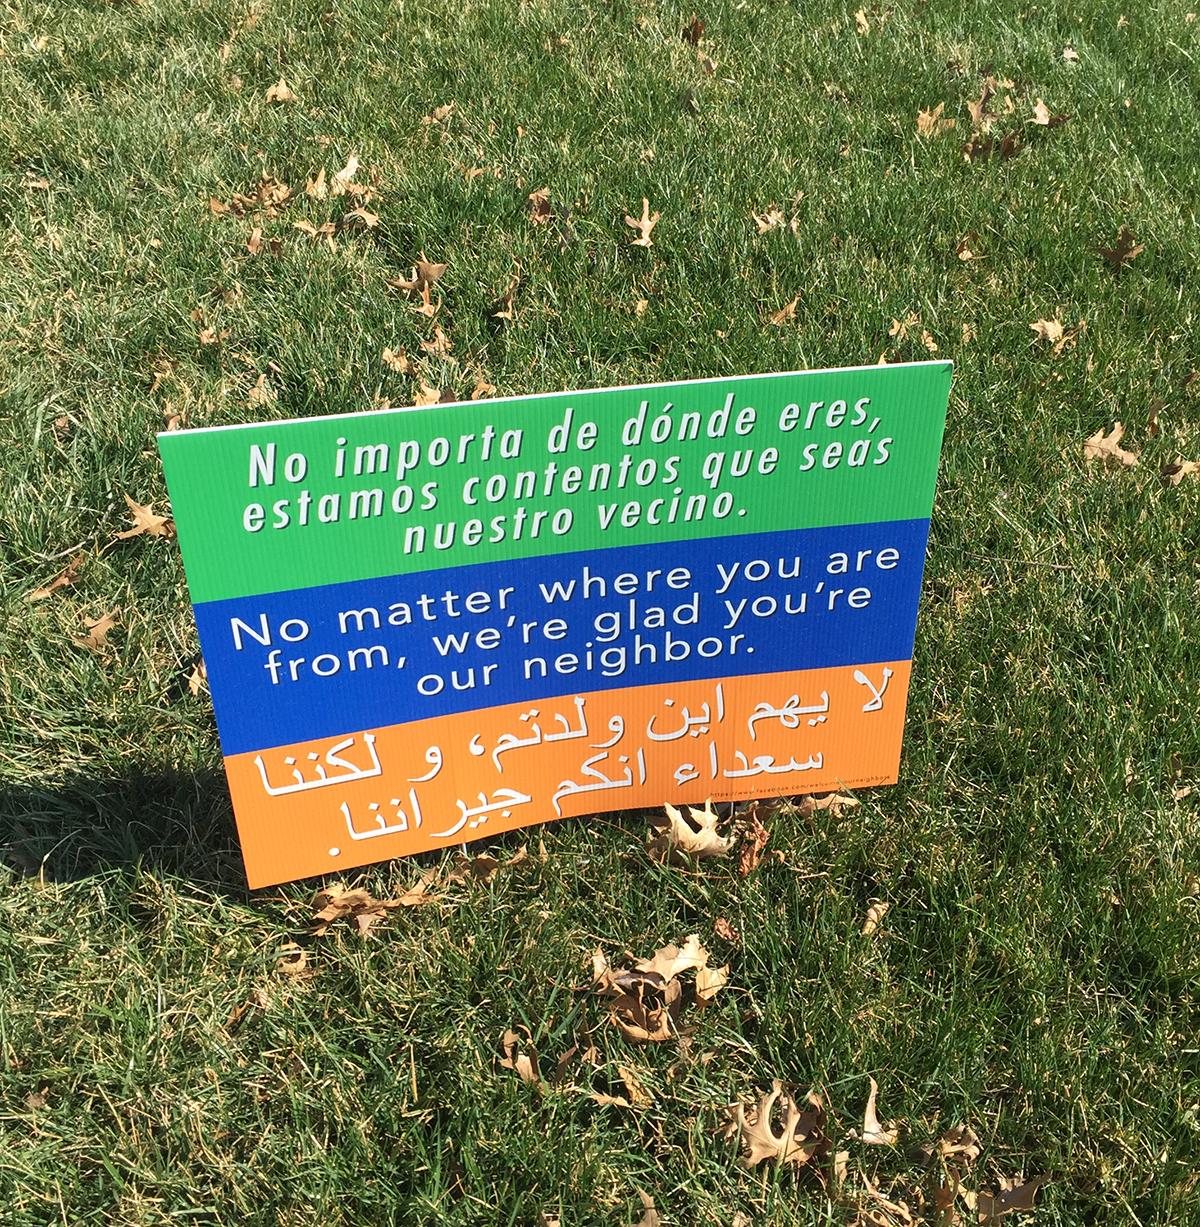 No importa de dónde eres,
estamos contentos que seas
nuestro vecino.
No matter where you are
from, we're glad you're
our neighbor.
لا يهم اين ولدتم، و لكننا
سعداء انكم جيراننا.